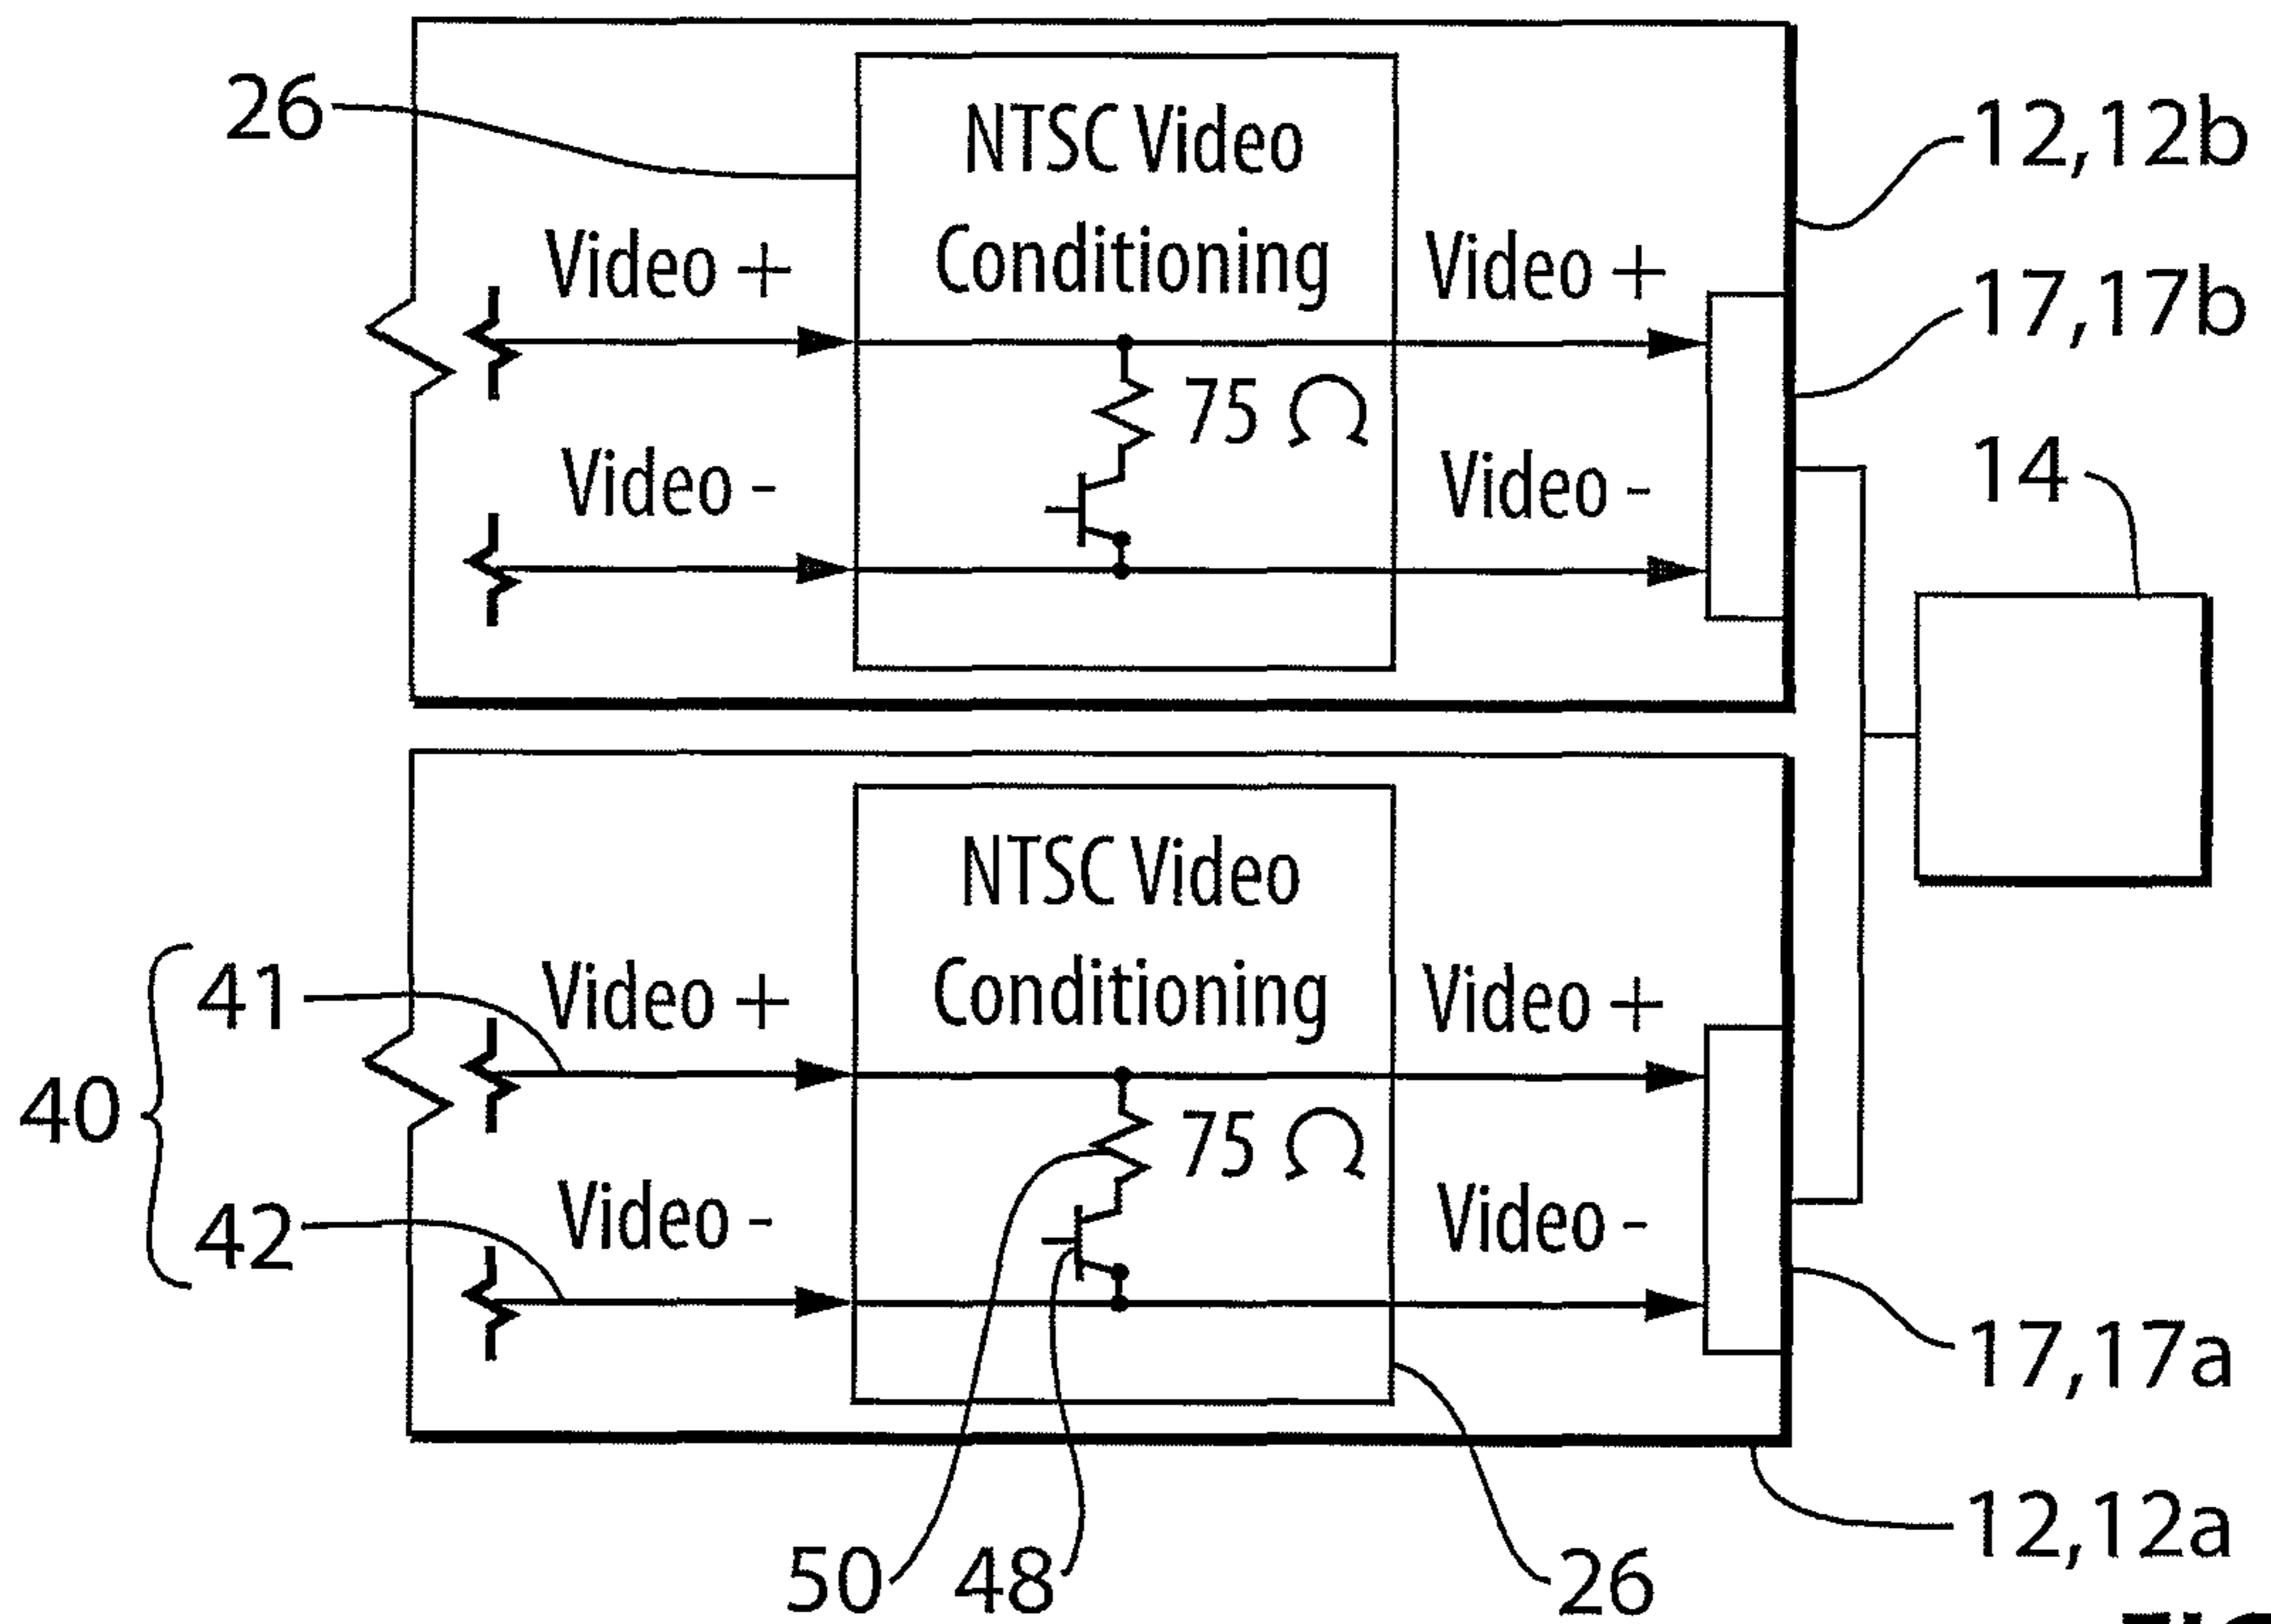 26
NTSC Video
Conditioning
12,12b
Video +
Video +
17,17b
75 Ω
14
Video -
Video -
NTSC Video
Conditioning
41
Video +
Video +
40
75 Ω
42
Video -
Video -
17,17a
12,12a
50
48
26